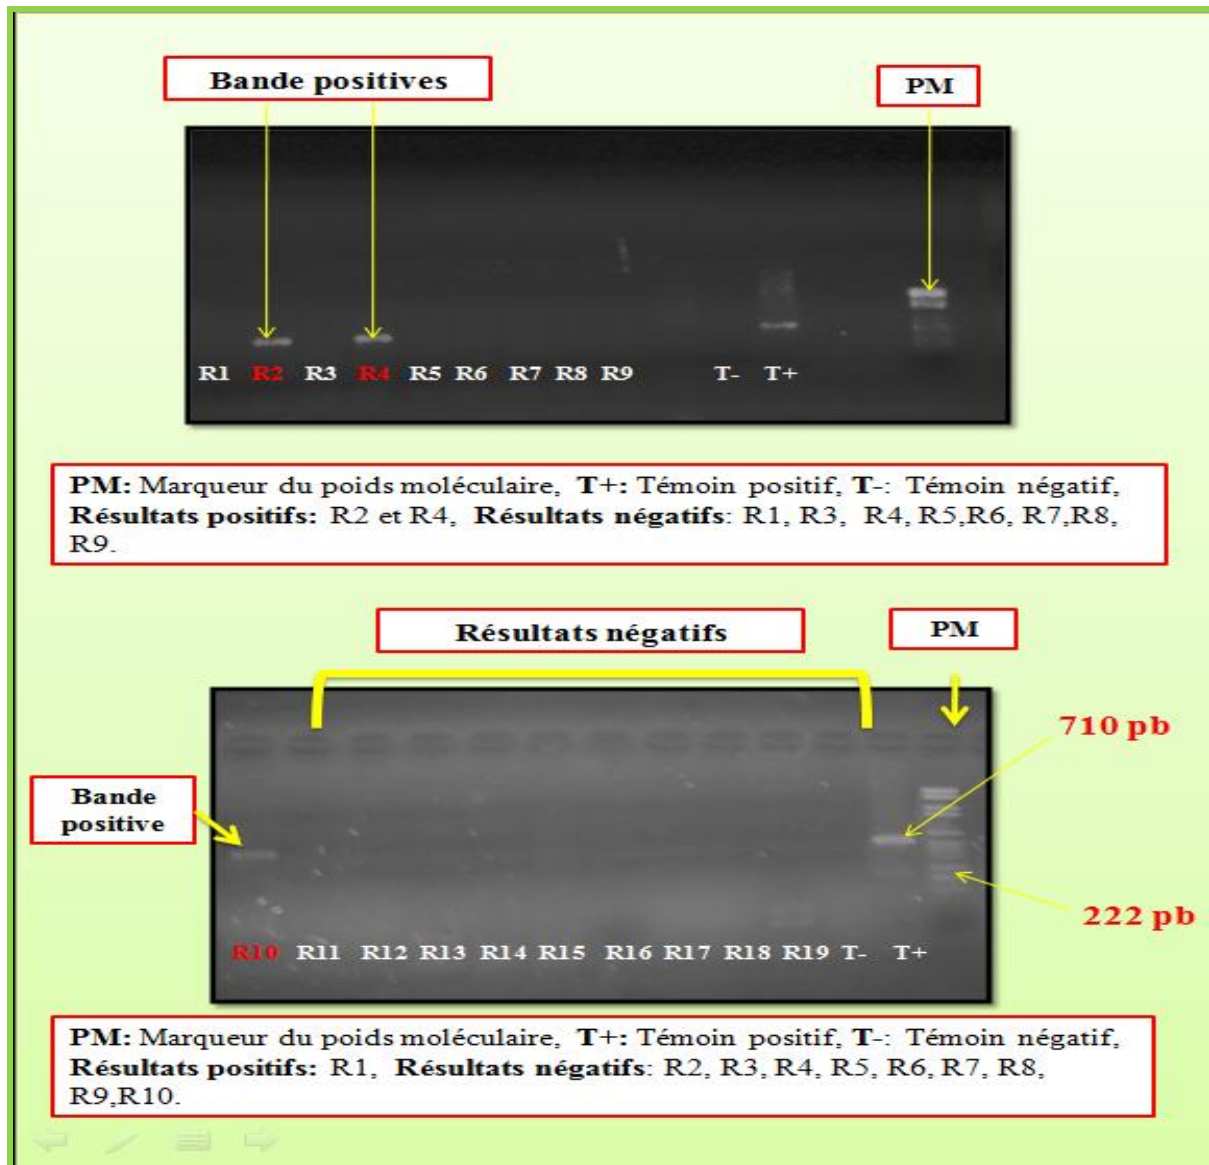 Bande positives
PM
R1 R2 R3 R4 R5 R6 R7 R8 R9 T- T+
PM: Marqueur du poids moléculaire, T+: Témoin positif, T-: Témoin négatif,
Résultats positifs: R2 et R4, Résultats négatifs: R1, R3, R4, R5,R6, R7,R8,
R9.
Résultats négatifs
PM
710 pb
Bande
positive
222 pb
R10 R11 R12 R13 R14 R15 R16 R17 R18 R19 T- T+
PM: Marqueur du poids moléculaire, T+: Témoin positif, T-: Témoin négatif,
Résultats positifs: R1, Résultats négatifs: R2, R3, R4, R5, R6, R7, R8,
R9,R10.